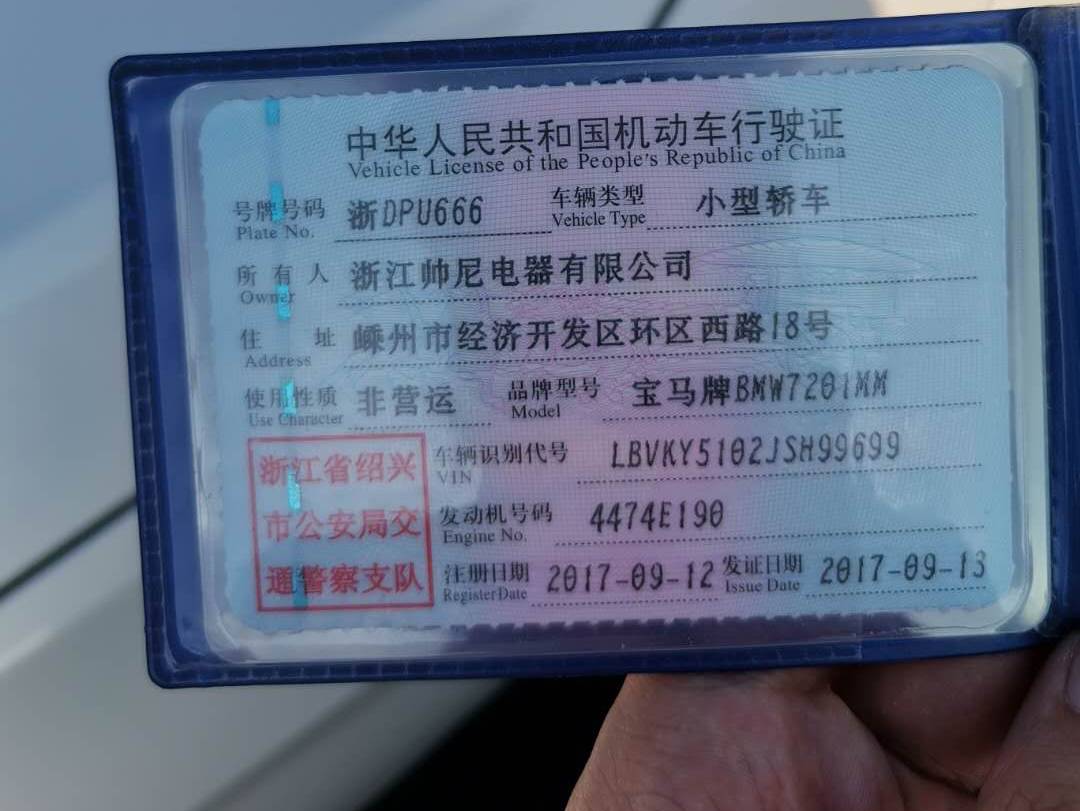 中华人民共和国机动车行驶证
Vehicle License of the People's Republic of China
号牌号码 浙DPU666 车辆类型 小型轿车
Plate No. Vehicle Type
所有人 浙江帅尼电器有限公司
Owner
住址 嵊州市经济开发区环区西路18号
Address
使用性质 非营运 品牌型号 宝马牌BMW7201MM
Use Character Model
浙江省绍兴
市公安局交
通警察支队
车辆识别代号 LBVKY5102JSH99699
VIN
发动机号码 4474E190
Engine No.
注册日期 2017-09-12 发证日期 2017-09-13
Register Date Issue Date